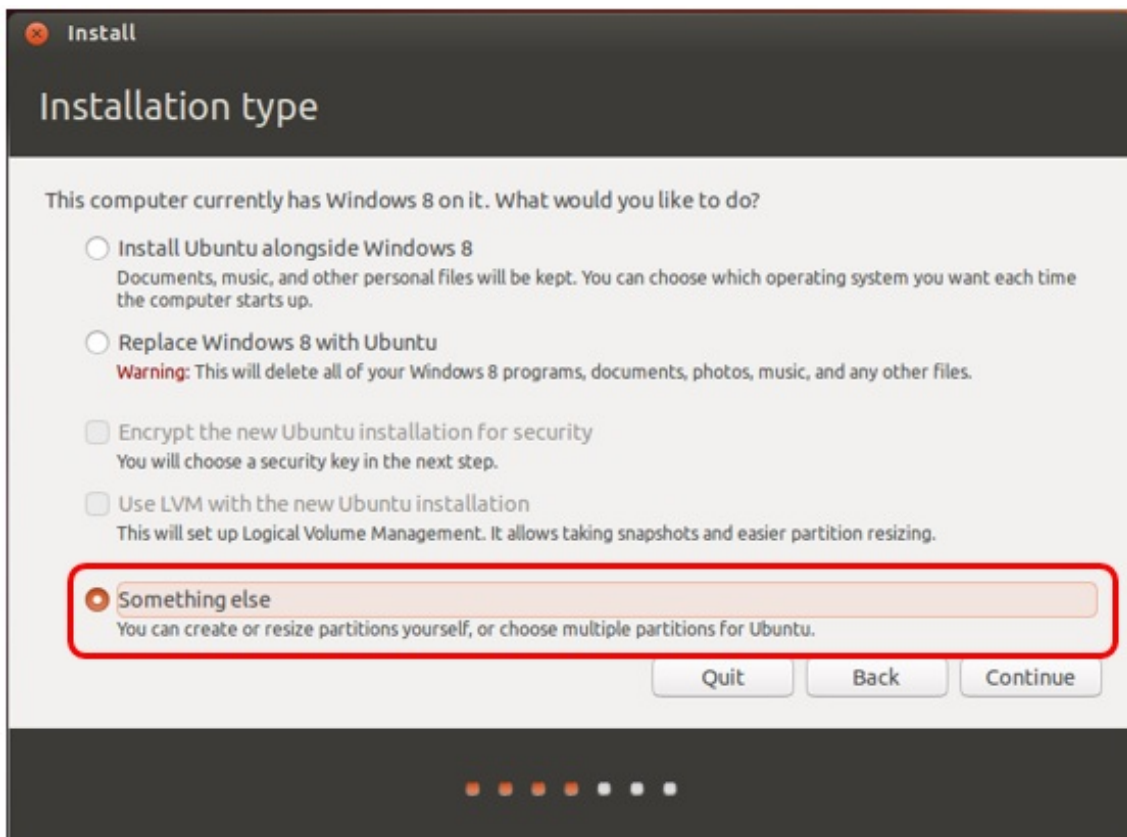 Install
Installation type
This computer currently has Windows 8 on it. What would you like to do?
Install Ubuntu alongside Windows 8
Documents, music, and other personal files will be kept. You can choose which operating system you want each time
the computer starts up.
Replace Windows 8 with Ubuntu
Warning: This will delete all of your Windows 8 programs, documents, photos, music, and any other files.
Encrypt the new Ubuntu installation for security
You will choose a security key in the next step.
Use LVM with the new Ubuntu installation
This will set up Logical Volume Management. It allows taking snapshots and easier partition resizing.
Something else
You can create or resize partitions yourself, or choose multiple partitions for Ubuntu.
Quit Back Continue